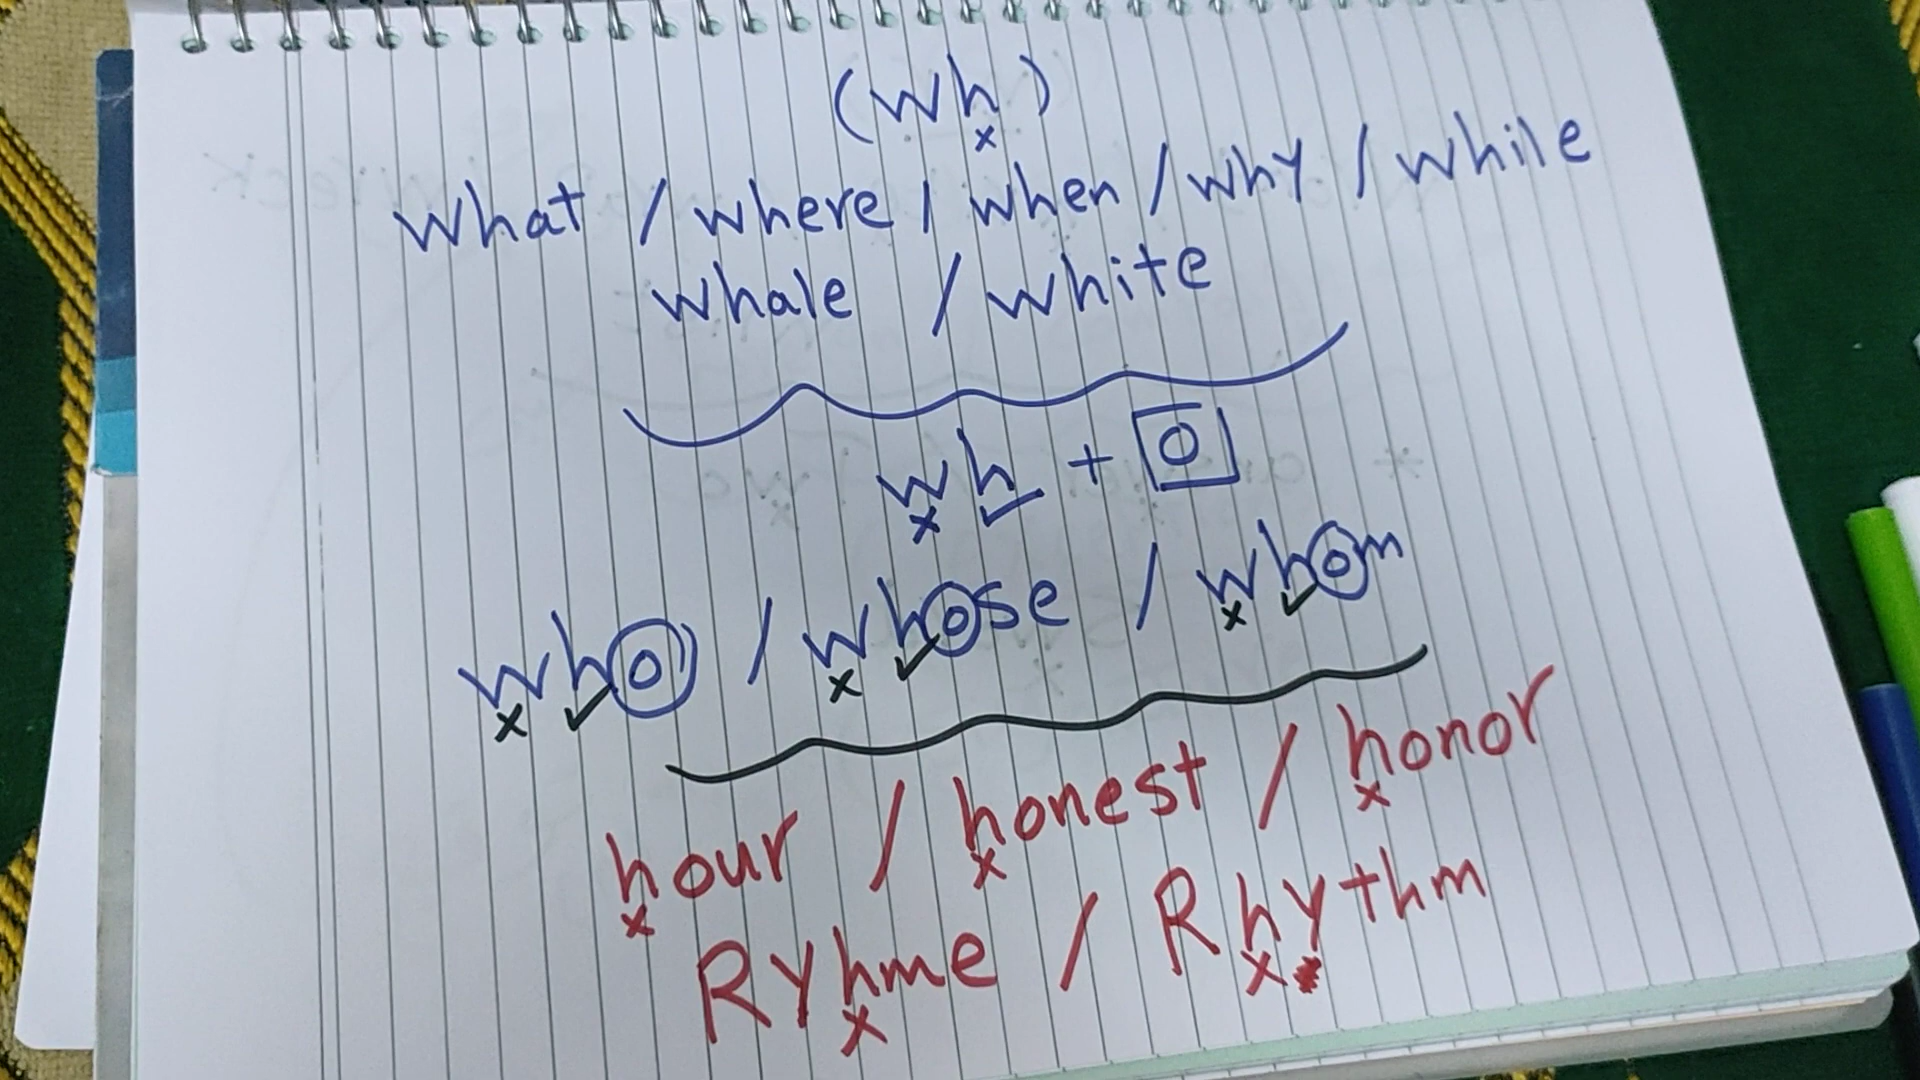 (wh)
what / where / when / why / while
whale / white
wh + o
who / whose / whom
hour / honest / honor
Ryhme / Rhythm